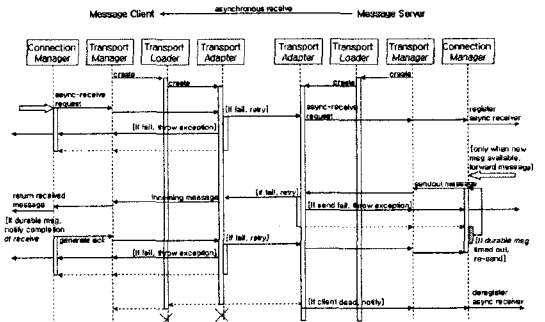 asynchronous receive
Message Client
Message Server
Connection
Manager
Transport
Manager
Transport
Loader
Transport
Adapter
Transport
Adapter
Transport
Loader
Transport
Manager
Connection
Manager
create
create
create
create
async-receive
request
[If fail, retry]
async-receive
request
register
async receiver
[If fail, throw exception]
[only when new
msg available,
forward message]
sendout message
[if fail, retry]
return received
message
incoming message
[If send fail, throw exception]
[If durable msg,
notify completion
of receive
generate ack
[If fail, retry]
[If durable msg
timed out,
re-send]
[If fail, throw exception]
deregister
async receiver
[If client dead, notify]